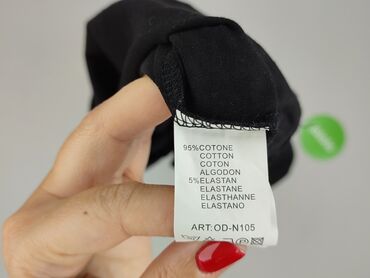 95%COTONE
COTTON
COTON
ALGODON
5%ELASTAN
ELASTANE
ELASTHANNE
ELASTANO
ART:OD-N105